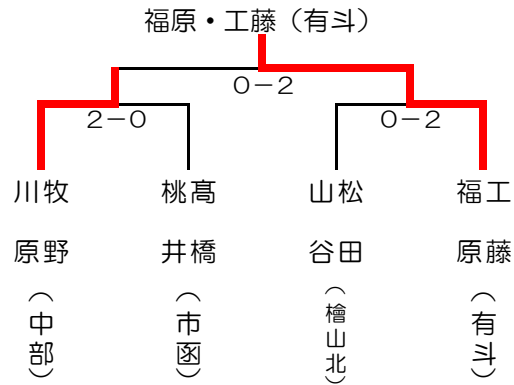 福原・工藤（有斗）
0-2
2-0
0-2
川原
牧野
（中部）
桃井
髙橋
（市函）
山谷
松田
（檜山北）
福原
工藤
（有斗）